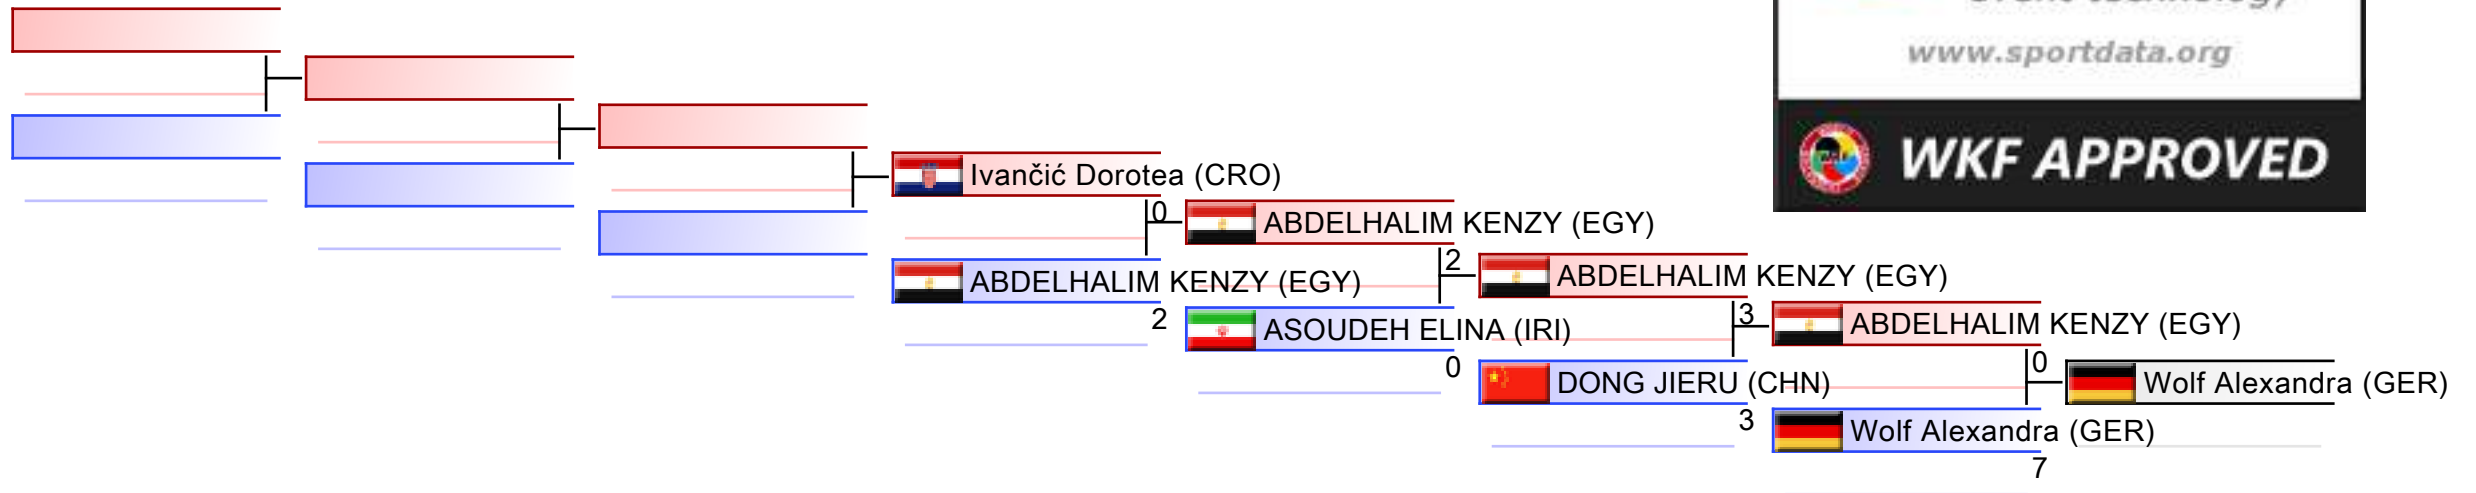 event technology
www.sportdata.org
WKF APPROVED
Ivančić Dorotea (CRO)
0
ABDELHALIM KENZY (EGY)
ABDELHALIM KENZY (EGY)
2
2
ABDELHALIM KENZY (EGY)
ASOUDEH ELINA (IRI)
0
3
ABDELHALIM KENZY (EGY)
DONG JIERU (CHN)
3
0
Wolf Alexandra (GER)
Wolf Alexandra (GER)
7